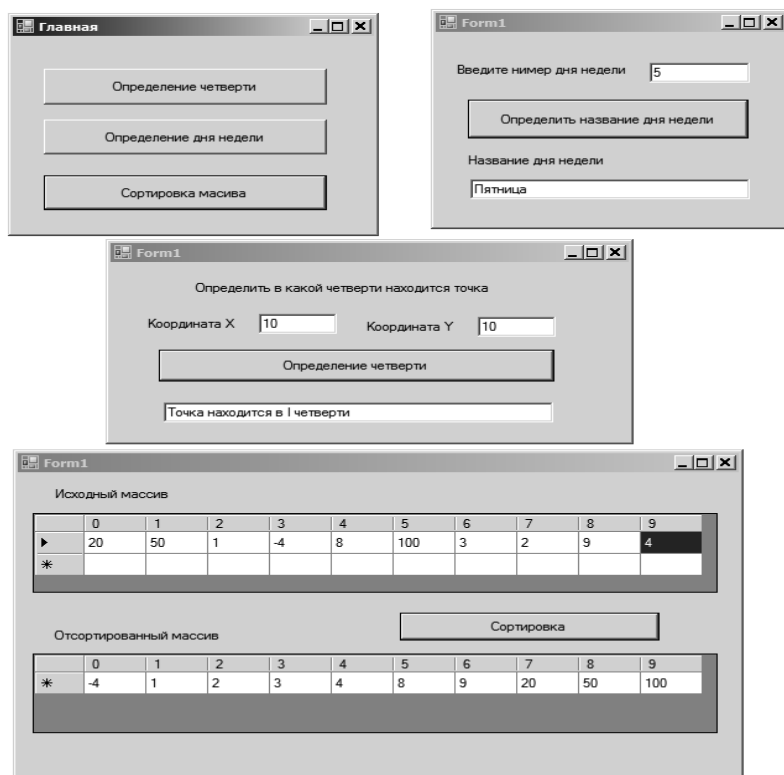 Главная
Определение четверти
Определение дня недели
Сортировка масива
Form1
Введите нимер дня недели 5
Определить название дня недели
Название дня недели
Пятница
Form1
Определить в какой четверти находится точка
Координата X 10 Координата Y 10
Определение четверти
Точка находится в I четверти
Form1
Исходный массив
0 1 2 3 4 5 6 7 8 9
20 50 1 -4 8 100 3 2 9 4
Сортировка
Отсортированный массив
0 1 2 3 4 5 6 7 8 9
-4 1 2 3 4 8 9 20 50 100